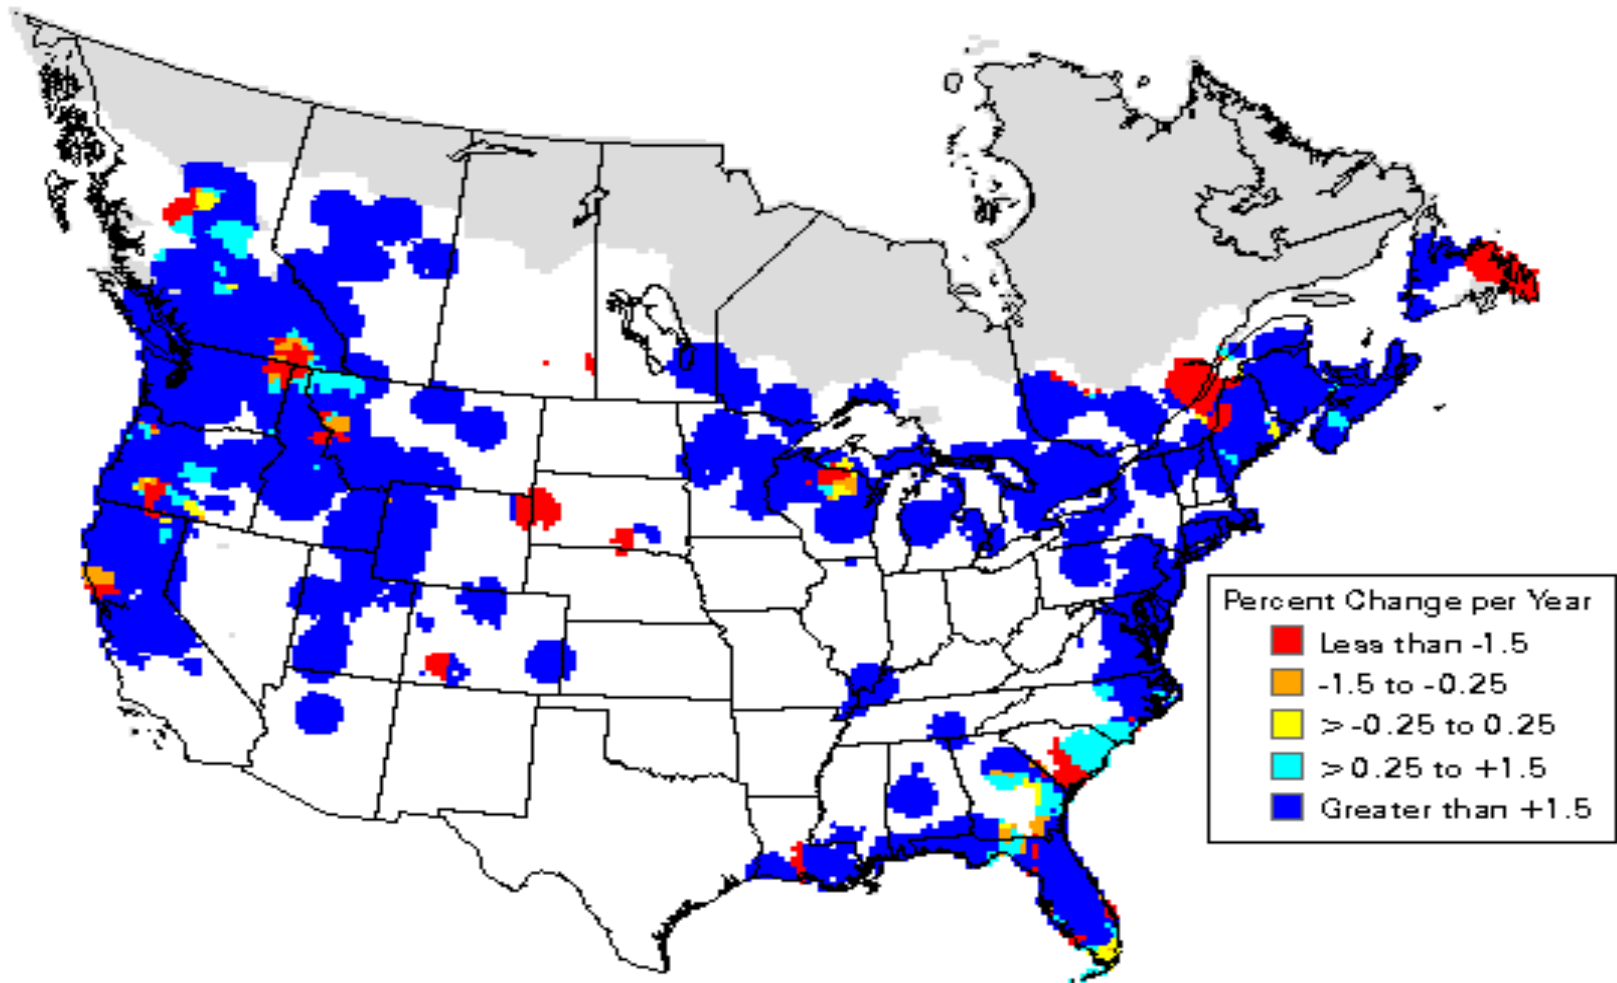 Percent Change per Year
Less than -1.5
-1.5 to -0.25
> -0.25 to 0.25
> 0.25 to +1.5
Greater than +1.5